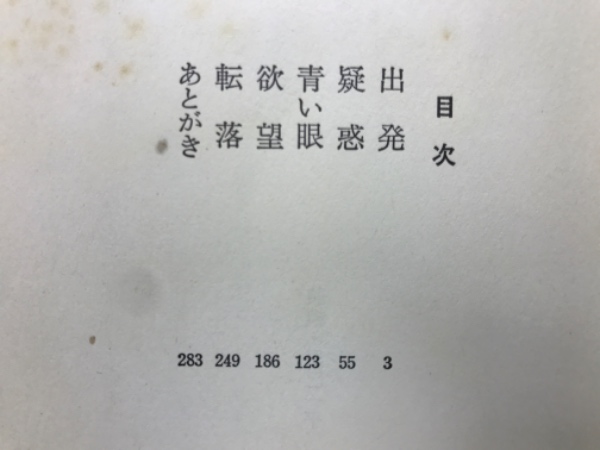 目次
出発 3
疑惑 55
青い眼 123
欲望 186
転落 249
あとがき 283